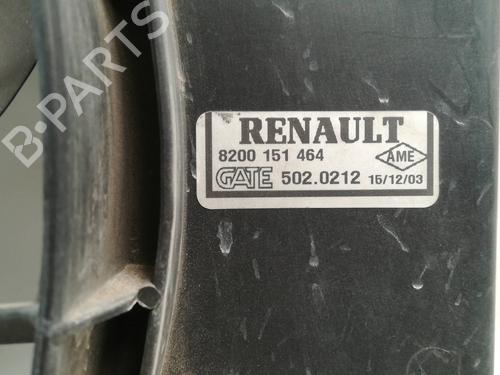 B-PARTS
RENAULT
8200 151 464
AME
GATE 502.0212 15/12/03